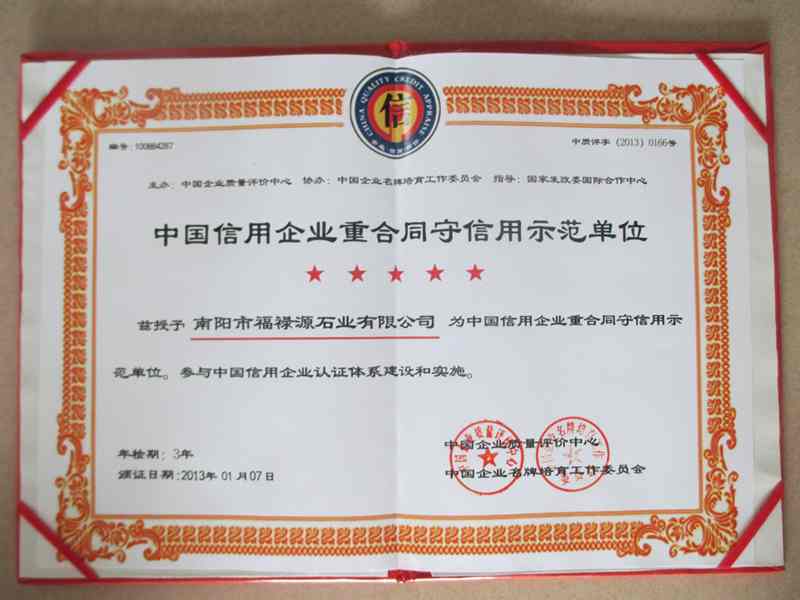 CHINA QUALITY CREDIT APPRAISE
信
编号：100664267
中质评字（2013）0166号
主办：中国企业质量评价中心 协办：中国企业名牌培育工作委员会 指导：国家发改委国际合作中心
中国信用企业重合同守信用示范单位
兹授予 南阳市福禄源石业有限公司 为中国信用企业重合同守信用示
范单位。参与中国信用企业认证体系建设和实施。
年检期：3年
颁证日期：2013年01月07日
中国企业质量评价中心
中国企业名牌培育工作委员会